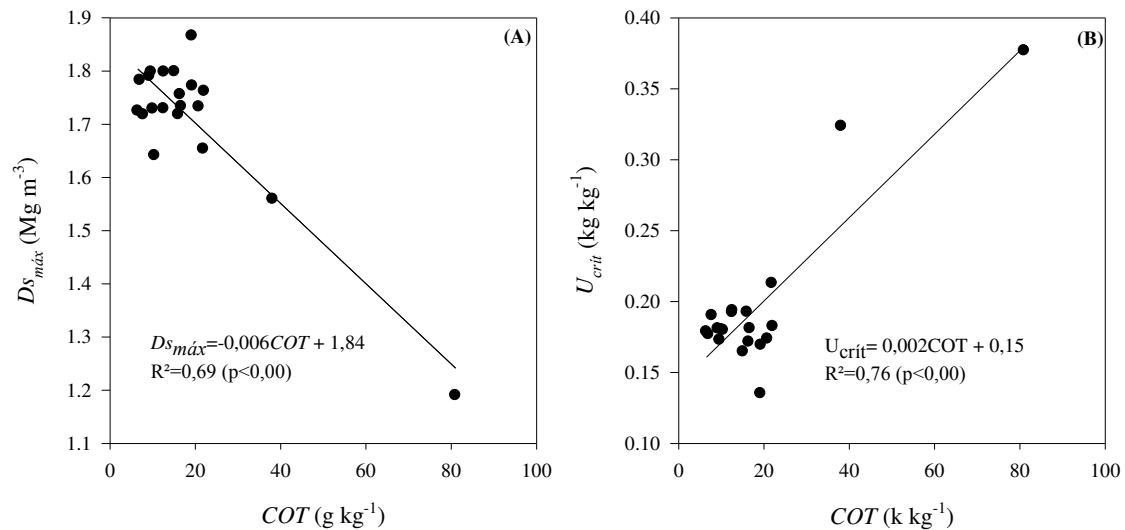 (A)
1.9
1.8
1.7
1.6
1.5
1.4
1.3
1.2
1.1
Ds_máx (Mg m⁻³)
Ds_máx=-0,006COT + 1,84
R²=0,69 (p<0,00)
0 20 40 60 80 100
COT (g kg⁻¹)
(B)
0.40
0.35
0.30
0.25
0.20
0.15
0.10
U_crít (kg kg⁻¹)
U_crít= 0,002COT + 0,15
R²=0,76 (p<0,00)
0 20 40 60 80 100
COT (k kg⁻¹)